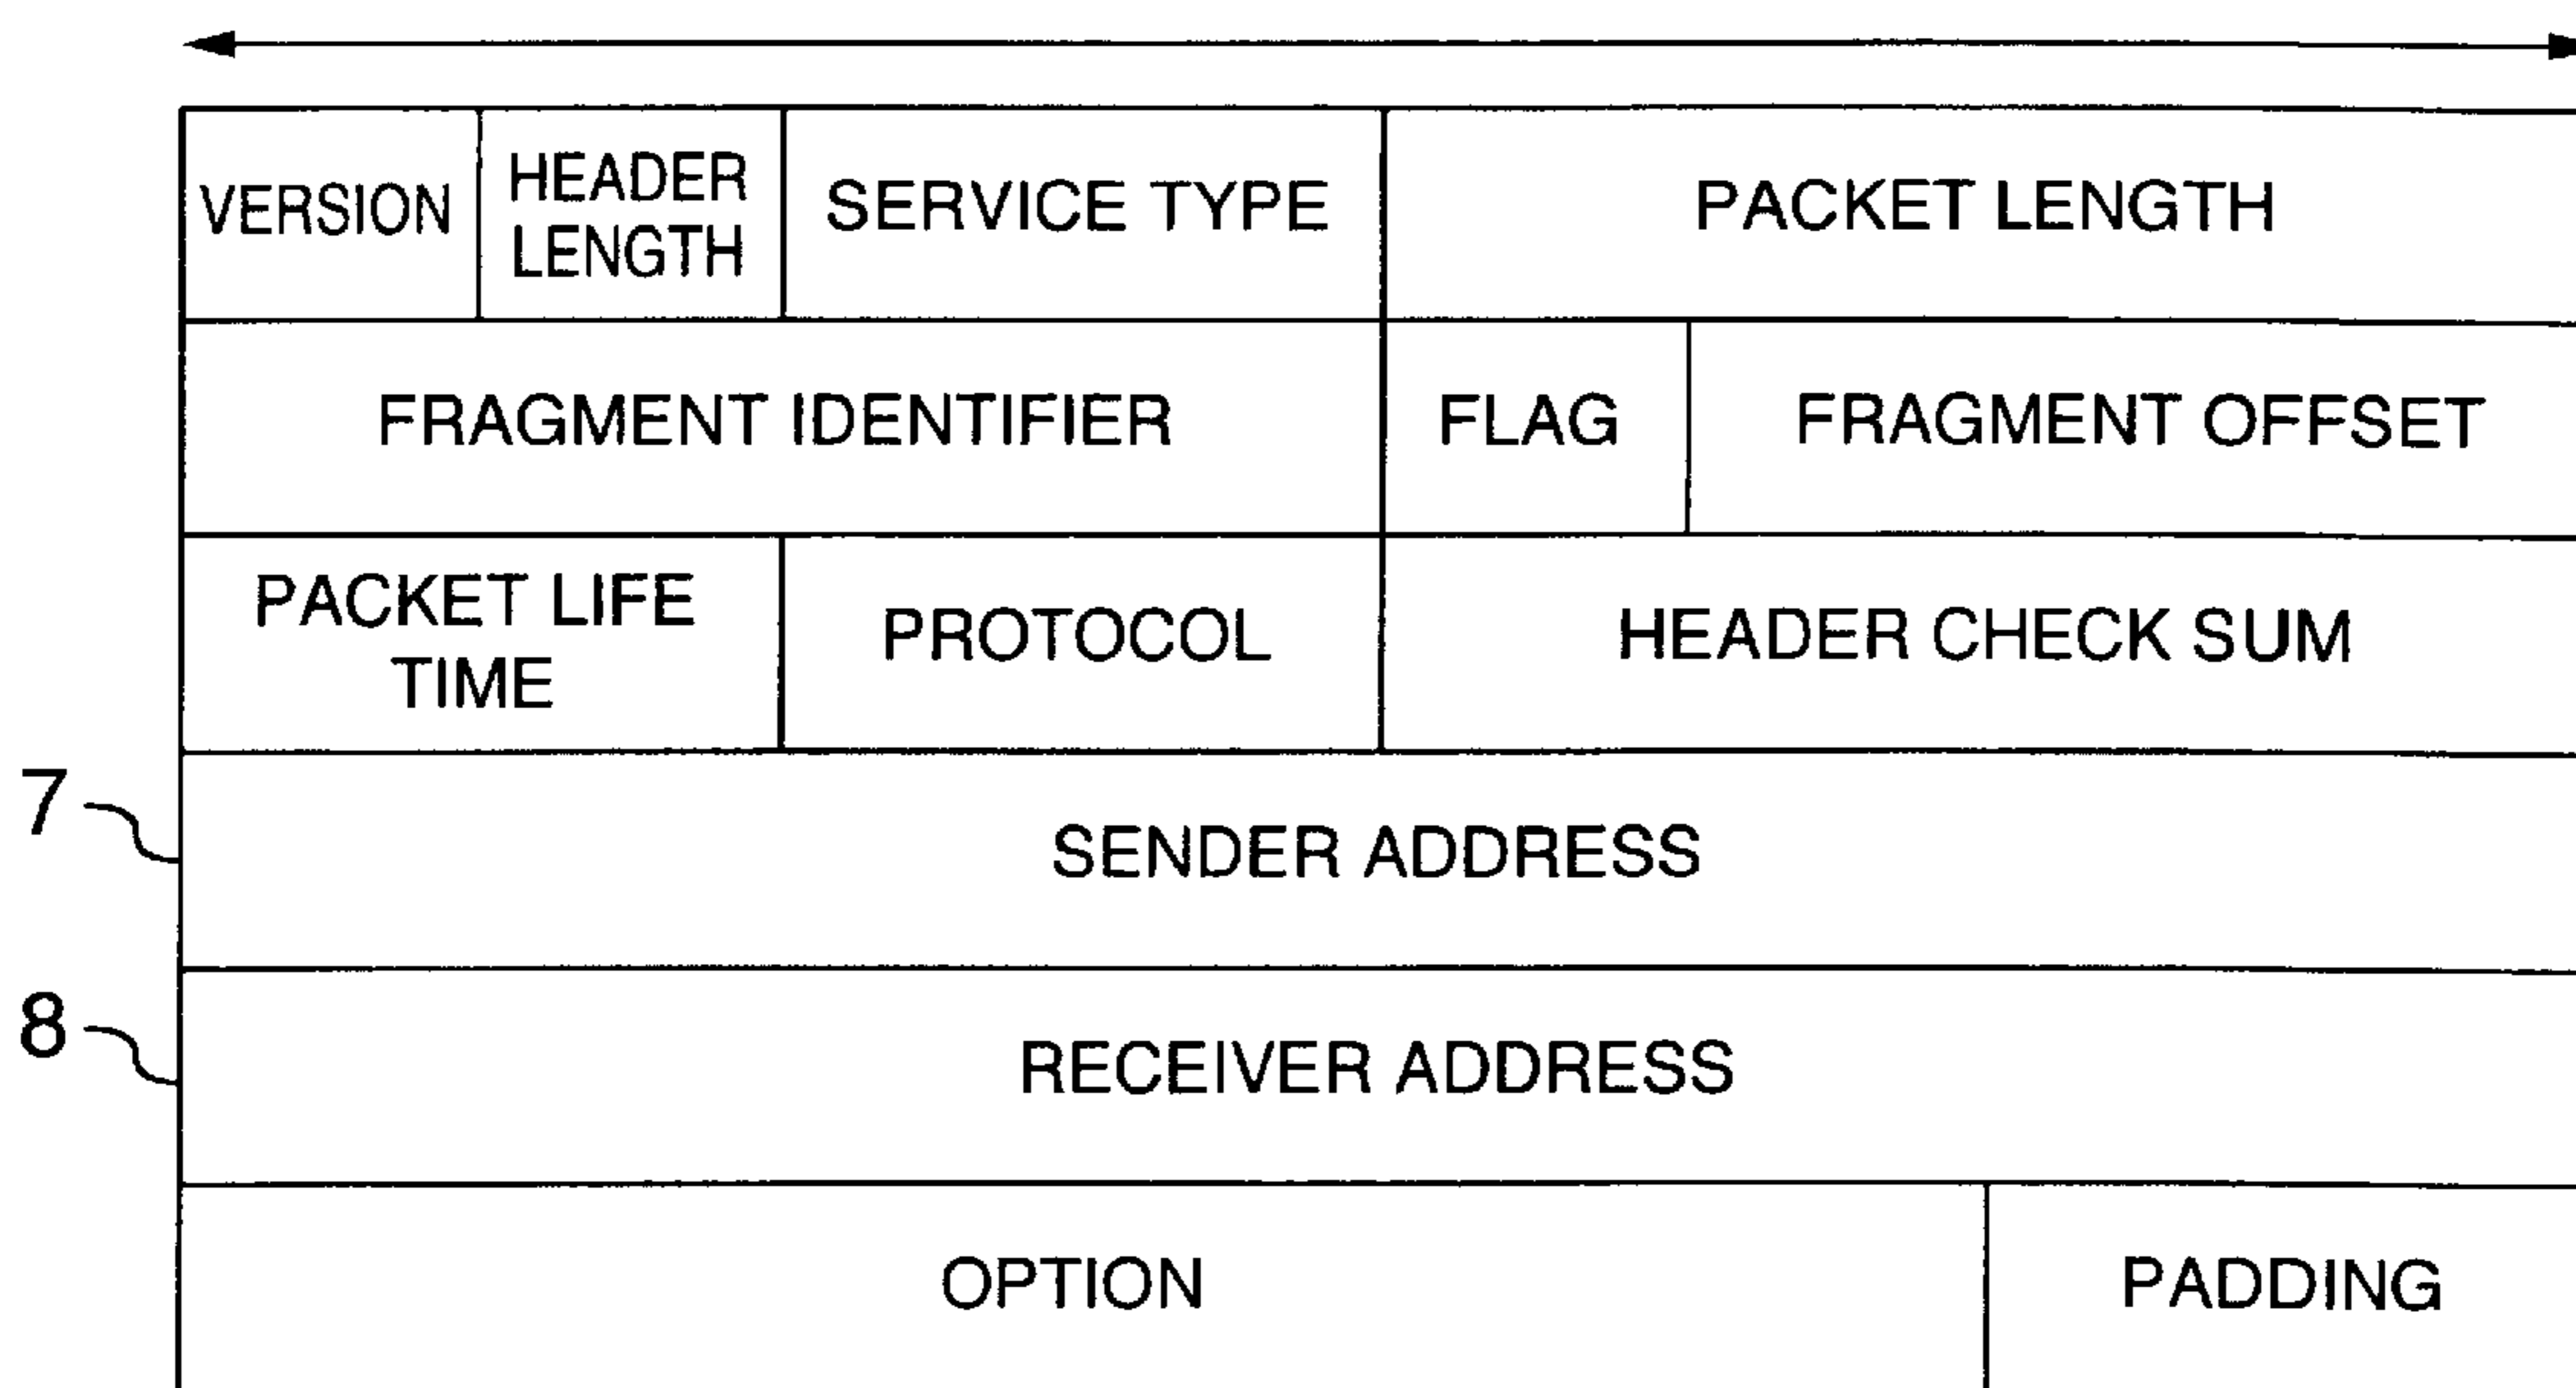 VERSION
HEADER
LENGTH
SERVICE TYPE
PACKET LENGTH
FRAGMENT IDENTIFIER
FLAG
FRAGMENT OFFSET
PACKET LIFE
TIME
PROTOCOL
HEADER CHECK SUM
7
SENDER ADDRESS
8
RECEIVER ADDRESS
OPTION
PADDING